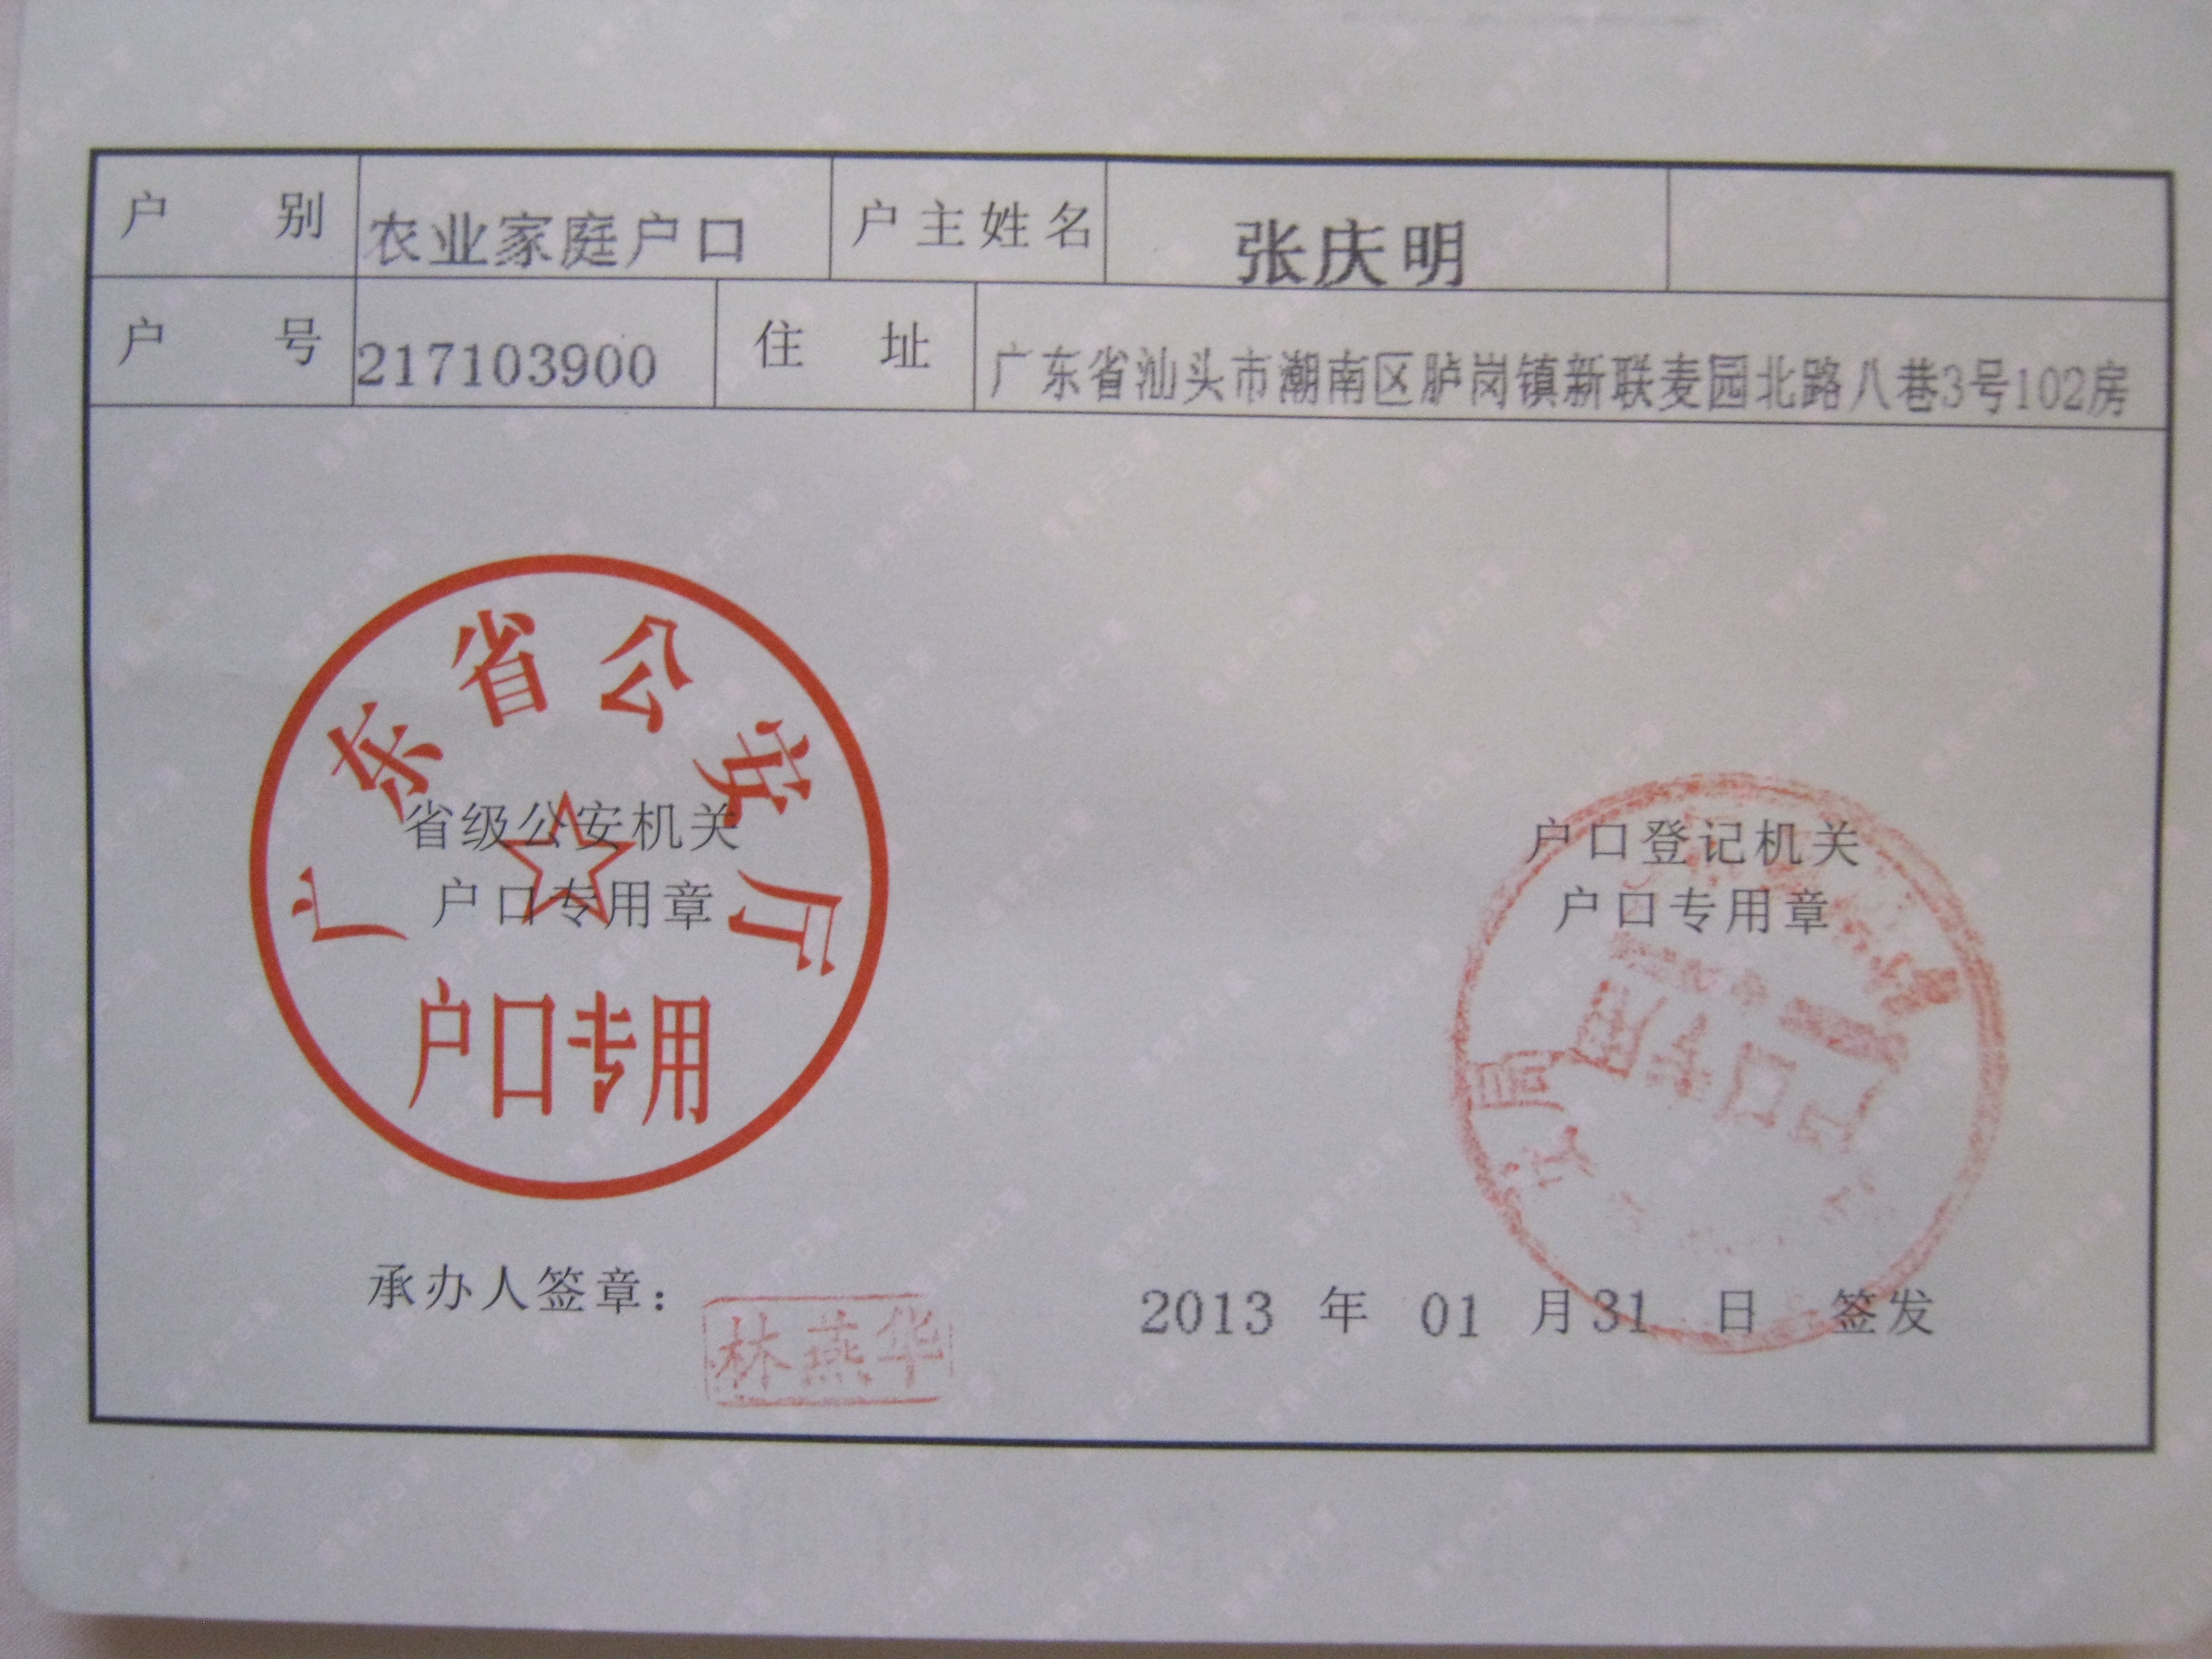 户 别 农业家庭户口 户主姓名 张庆明
户 号 217103900 住 址 广东省汕头市潮南区胪岗镇新联麦园北路八巷3号102房
广东省公安厅
省级公安机关
户口专用章
户口专用
户口登记机关
户口专用章
户口专用
承办人签章：
林燕华
2013 年 01 月 31 日 签发